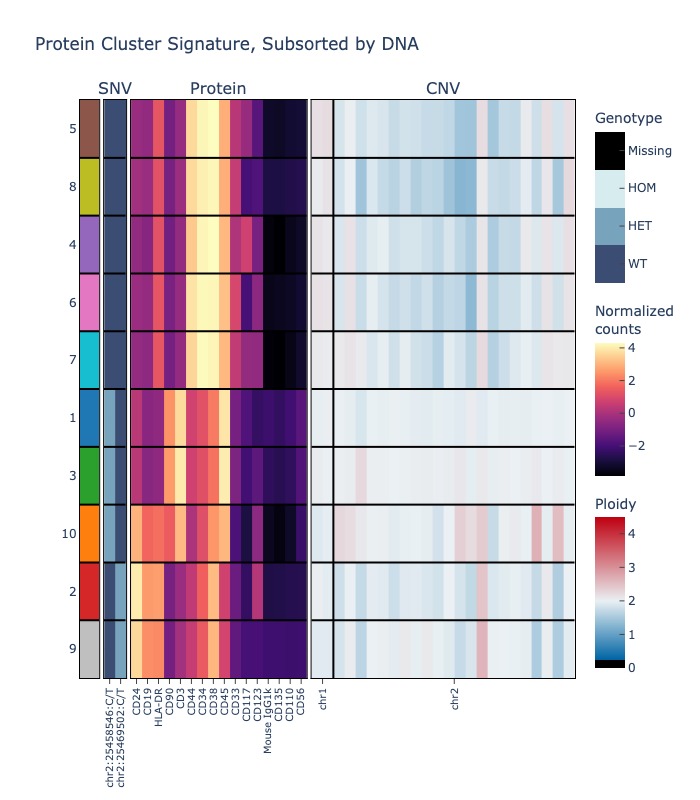 Protein Cluster Signature, Subsorted by DNA
SNV
Protein
CNV
5
8
4
6
7
1
3
10
2
9
chr2:25458546:C/T
chr2:25469502:C/T
CD24
CD19
HLA-DR
CD90
CD3
CD44
CD34
CD38
CD45
CD33
CD117
CD123
Mouse IgG1k
CD135
CD110
CD56
chr1
chr2
Genotype
Missing
HOM
HET
WT
Normalized
counts
4
2
0
−2
Ploidy
4
3
2
1
0